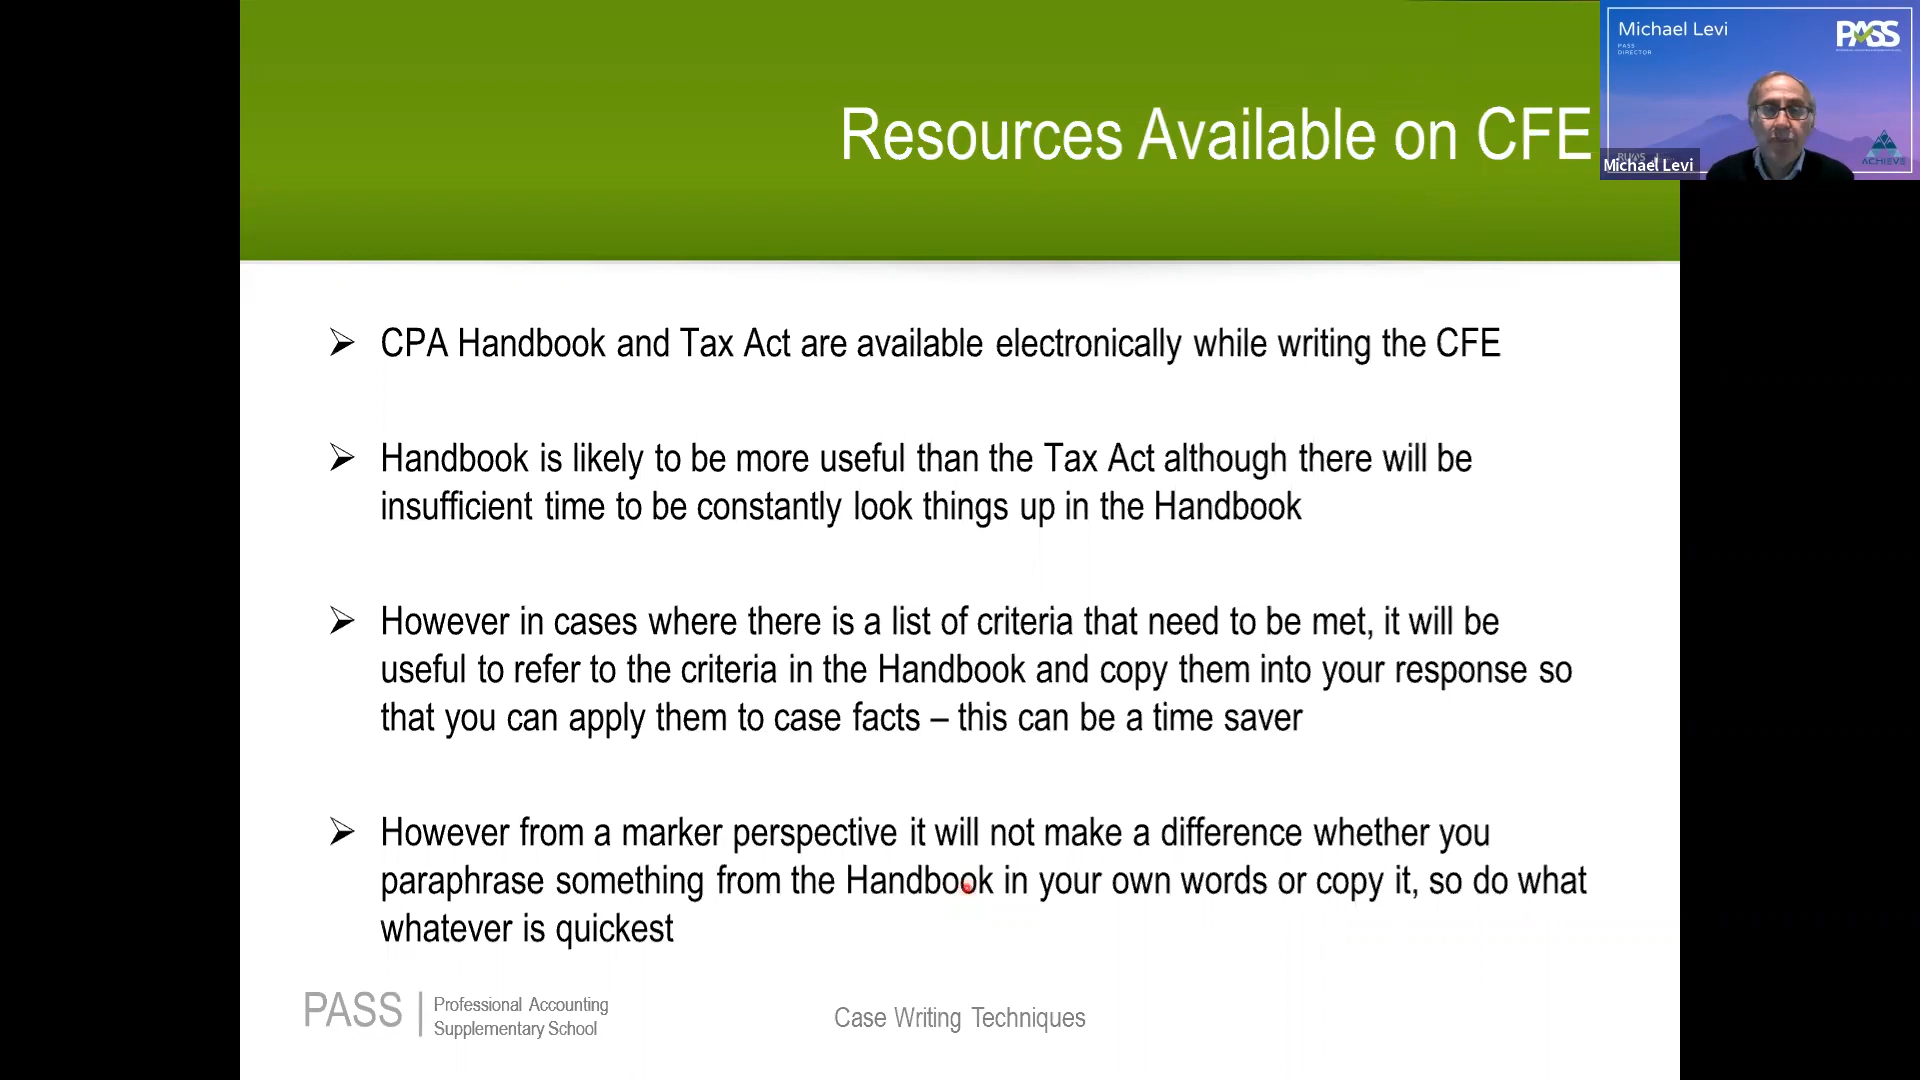 Resources Available on CFE
Michael Levi
PASS
DIRECTOR
PASS
ACHIEVE
Michael Levi
CPA Handbook and Tax Act are available electronically while writing the CFE
Handbook is likely to be more useful than the Tax Act although there will be
insufficient time to be constantly look things up in the Handbook
However in cases where there is a list of criteria that need to be met, it will be
useful to refer to the criteria in the Handbook and copy them into your response so
that you can apply them to case facts – this can be a time saver
However from a marker perspective it will not make a difference whether you
paraphrase something from the Handbook in your own words or copy it, so do what
whatever is quickest
PASS
Professional Accounting
Supplementary School
Case Writing Techniques